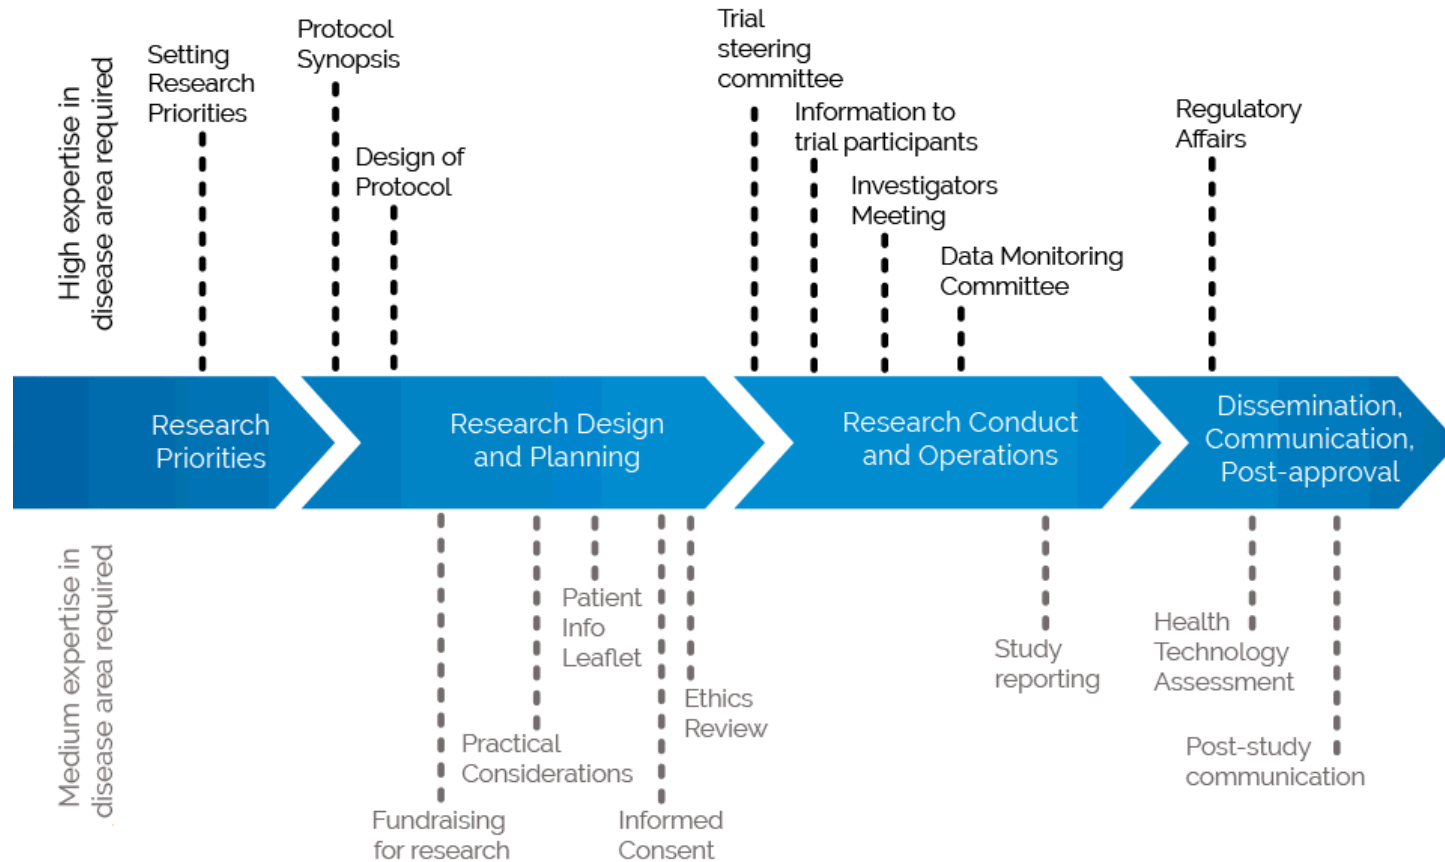 High expertise in
disease area required
Setting
Research
Priorities
Protocol
Synopsis
Design of
Protocol
Trial
steering
committee
Information to
trial participants
Investigators
Meeting
Data Monitoring
Committee
Regulatory
Affairs
Research
Priorities
Research Design
and Planning
Research Conduct
and Operations
Dissemination,
Communication,
Post-approval
Medium expertise in
disease area required
Fundraising
for research
Practical
Considerations
Patient
Info
Leaflet
Informed
Consent
Ethics
Review
Study
reporting
Health
Technology
Assessment
Post-study
communication